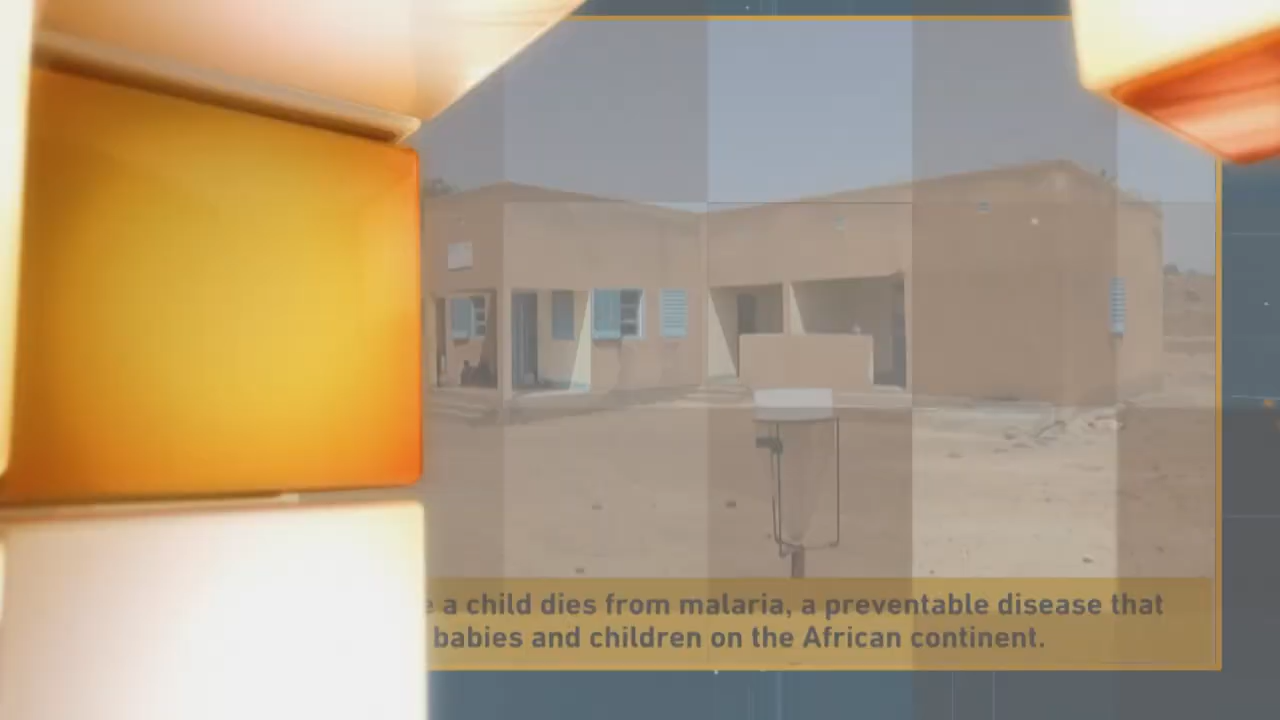 a child dies from malaria, a preventable disease that
babies and children on the African continent.